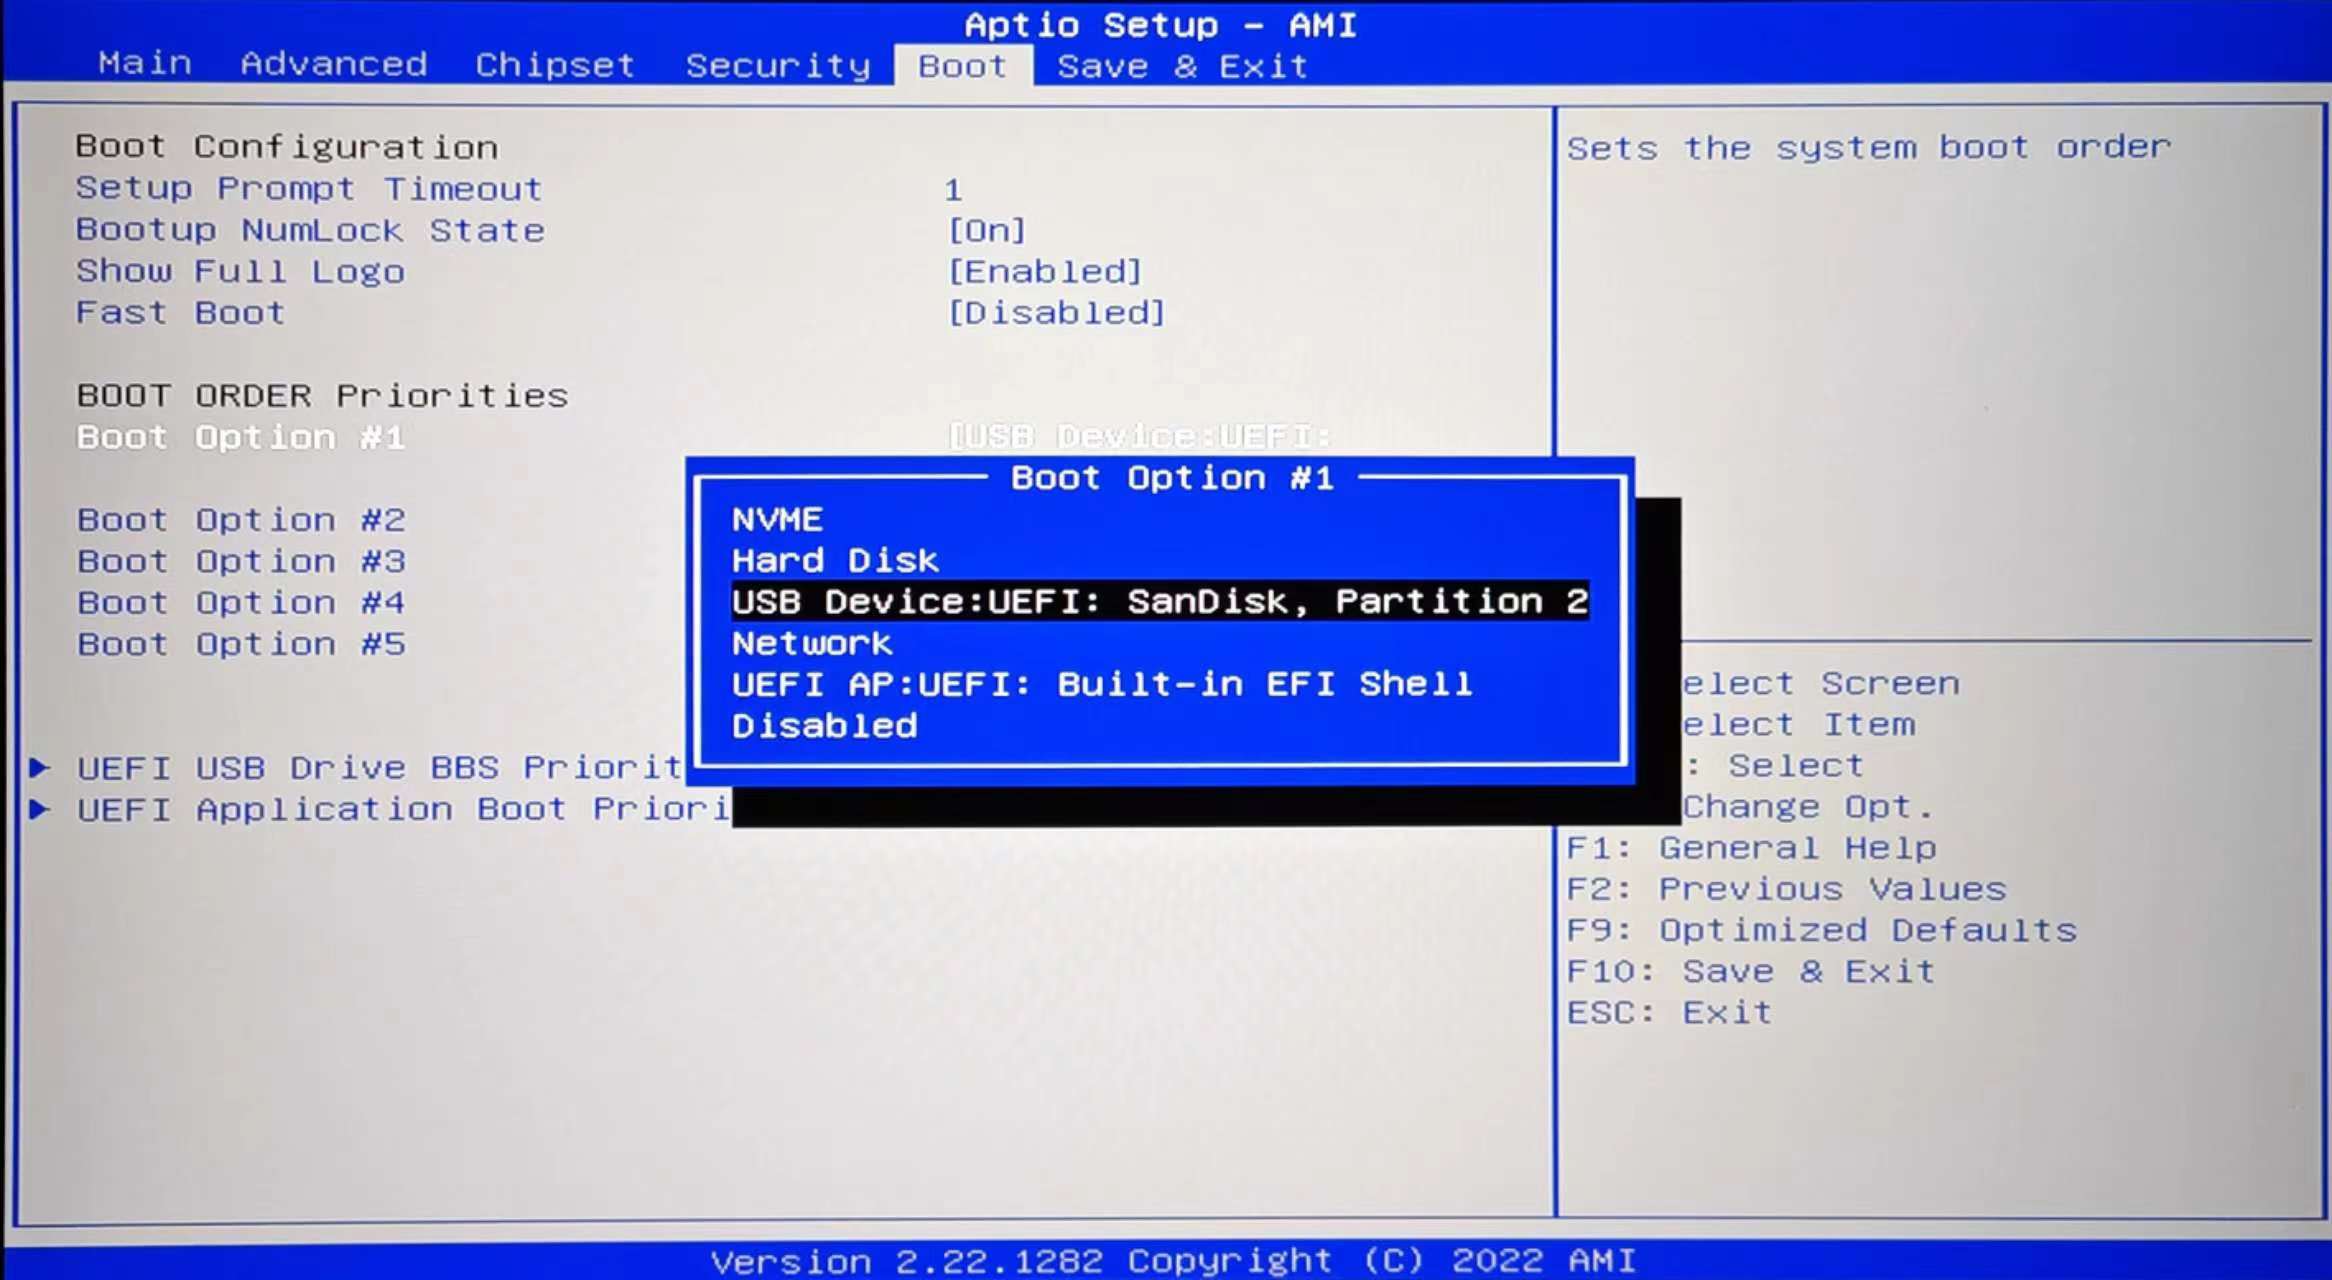 Aptio Setup - AMI
Main Advanced Chipset Security Boot Save & Exit
Boot Configuration
Setup Prompt Timeout 1
Bootup NumLock State [On]
Show Full Logo [Enabled]
Fast Boot [Disabled]
BOOT ORDER Priorities
Boot Option #1 [USB Device:UEFI:
Boot Option #2
Boot Option #3
Boot Option #4
Boot Option #5
UEFI USB Drive BBS Priorit
UEFI Application Boot Priori
Boot Option #1
NVME
Hard Disk
USB Device:UEFI: SanDisk, Partition 2
Network
UEFI AP:UEFI: Built-in EFI Shell
Disabled
Sets the system boot order
elect Screen
elect Item
: Select
Change Opt.
F1: General Help
F2: Previous Values
F9: Optimized Defaults
F10: Save & Exit
ESC: Exit
Version 2.22.1282 Copyright (C) 2022 AMI